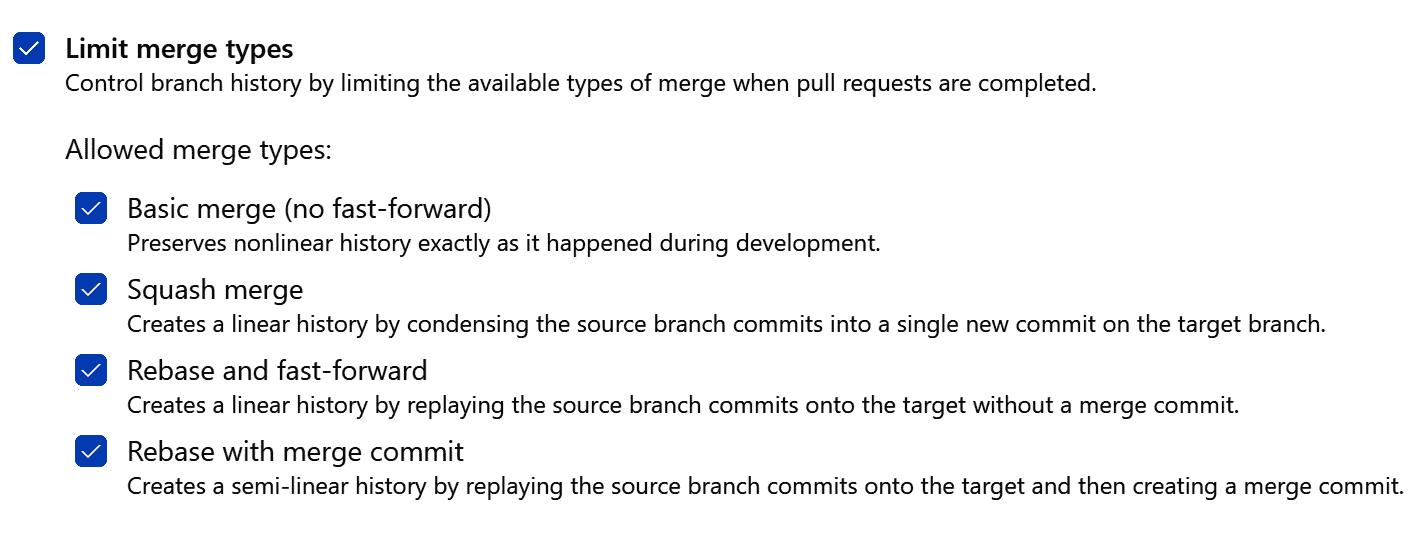 Limit merge types
Control branch history by limiting the available types of merge when pull requests are completed.
Allowed merge types:
Basic merge (no fast-forward)
Preserves nonlinear history exactly as it happened during development.
Squash merge
Creates a linear history by condensing the source branch commits into a single new commit on the target branch.
Rebase and fast-forward
Creates a linear history by replaying the source branch commits onto the target without a merge commit.
Rebase with merge commit
Creates a semi-linear history by replaying the source branch commits onto the target and then creating a merge commit.